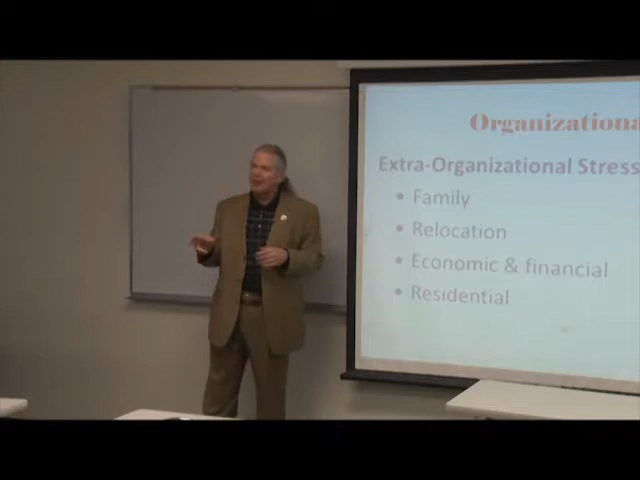 Organizationa
Extra-Organizational Stress
• Family
• Relocation
• Economic & financial
• Residential